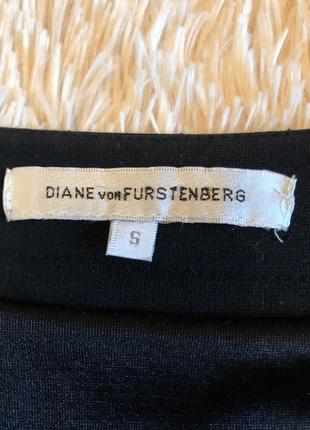 DIANE VON FURSTENBERG
S